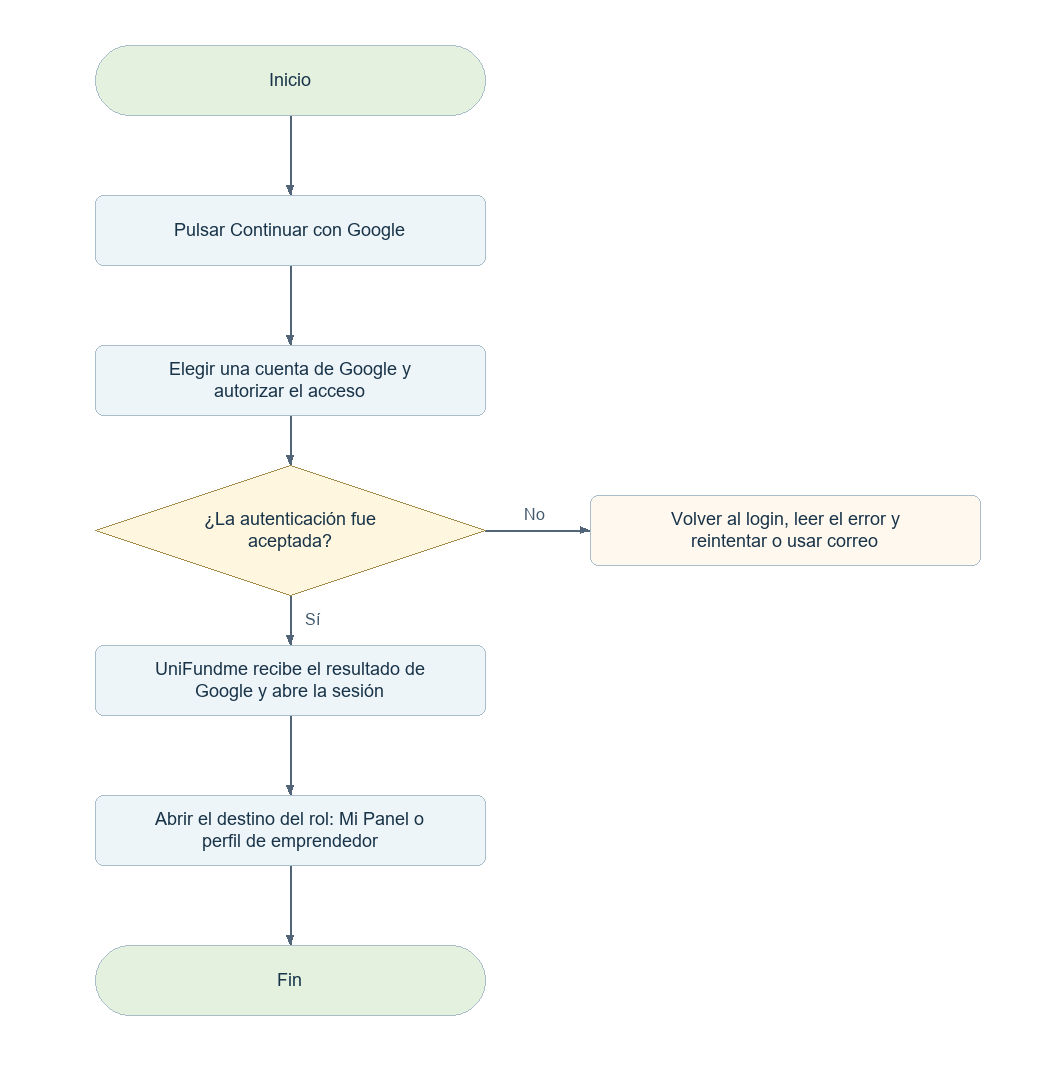 Inicio
Pulsar Continuar con Google
Elegir una cuenta de Google y
autorizar el acceso
¿La autenticación fue
aceptada?
No
Volver al login, leer el error y
reintentar o usar correo
Sí
UniFundme recibe el resultado de
Google y abre la sesión
Abrir el destino del rol: Mi Panel o
perfil de emprendedor
Fin